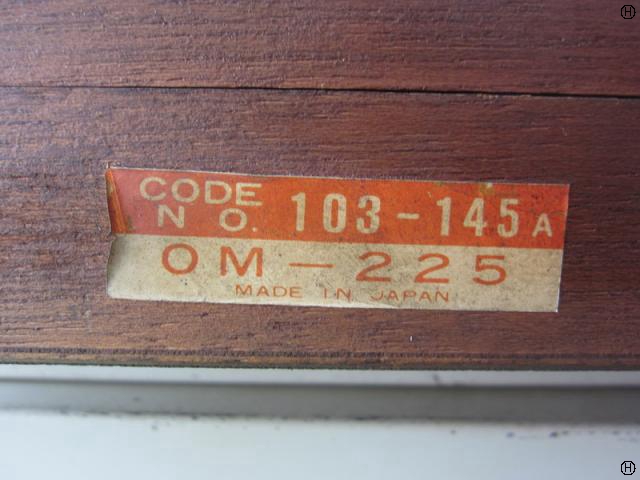 CODE NO. 103-145A
OM-225
MADE IN JAPAN
H
H